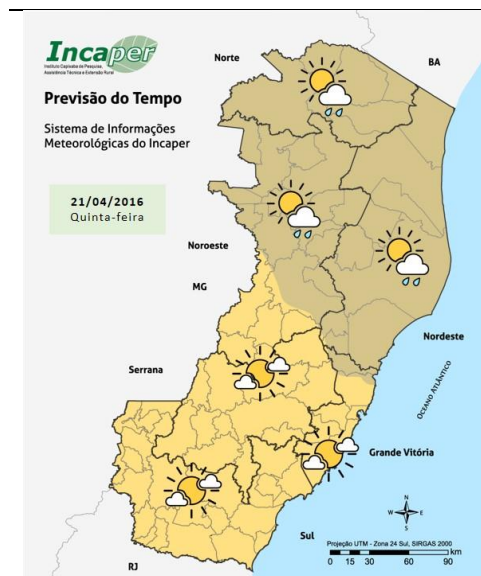 Incaper
Instituto Capixaba de Pesquisa,
Assistência Técnica e Extensão Rural
Previsão do Tempo
Sistema de Informações
Meteorológicas do Incaper
21/04/2016
Quinta-feira
Norte
BA
Noroeste
MG
Nordeste
Serrana
OCEANO ATLÂNTICO
Grande Vitória
Sul
RJ
N
W
E
S
Projeção UTM - Zona 24 Sul, SIRGAS 2000
km
0 15 30 60 90